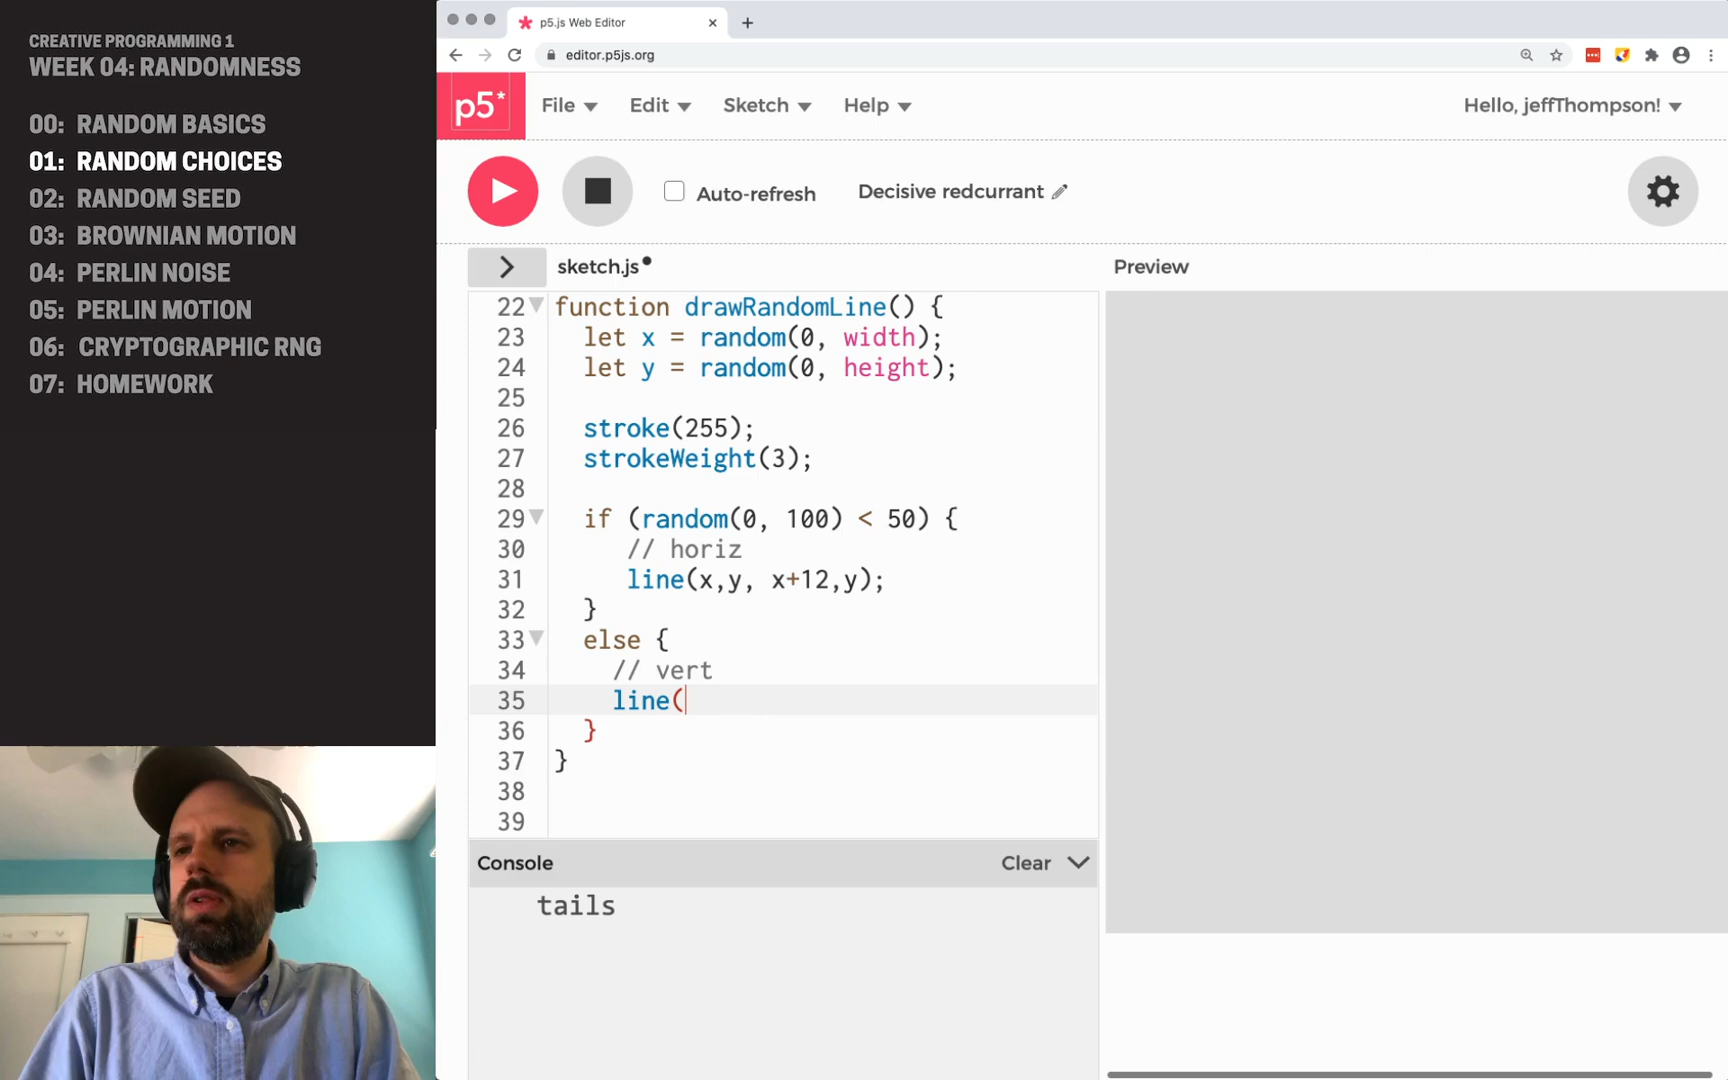 CREATIVE PROGRAMMING 1
WEEK 04: RANDOMNESS
00: RANDOM BASICS
01: RANDOM CHOICES
02: RANDOM SEED
03: BROWNIAN MOTION
04: PERLIN NOISE
05: PERLIN MOTION
06: CRYPTOGRAPHIC RNG
07: HOMEWORK
p5.js Web Editor
editor.p5js.org
p5* File Edit Sketch Help Hello, jeffThompson!
Auto-refresh Decisive redcurrant
sketch.js Preview
22 function drawRandomLine() {
23 let x = random(0, width);
24 let y = random(0, height);
25
26 stroke(255);
27 strokeWeight(3);
28
29 if (random(0, 100) < 50) {
30 // horiz
31 line(x,y, x+12,y);
32 }
33 else {
34 // vert
35 line(
36 }
37 }
38
39
Console Clear
tails